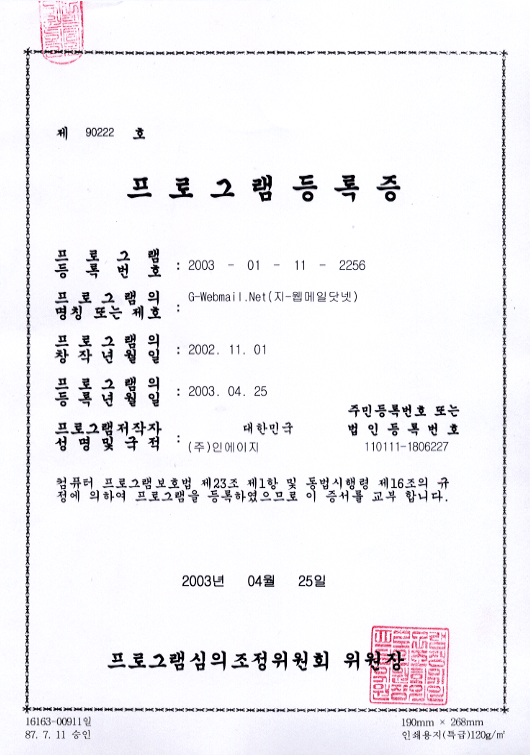 제 90222 호
프로그램등록증
프로그램
등록번호 : 2003 - 01 - 11 - 2256
프로그램의
명칭 또는 제호 : G-Webmail.Net(지-웹메일닷넷)
프로그램의
창작년월일 : 2002. 11. 01
프로그램의
등록년월일 : 2003. 04. 25
주민등록번호 또는
법인등록번호
프로그램저작자 대한민국
성명 및 국적 : (주)인에이지 110111-1806227
컴퓨터 프로그램보호법 제23조 제1항 및 동법시행령 제16조의 규
정에 의하여 프로그램을 등록하였으므로 이 증서를 교부 합니다.
2003년 04월 25일
프로그램심의조정위원회 위원장
16163-00911일
87. 7. 11 승인
190mm × 268mm
인쇄용지(특급)120g/㎡